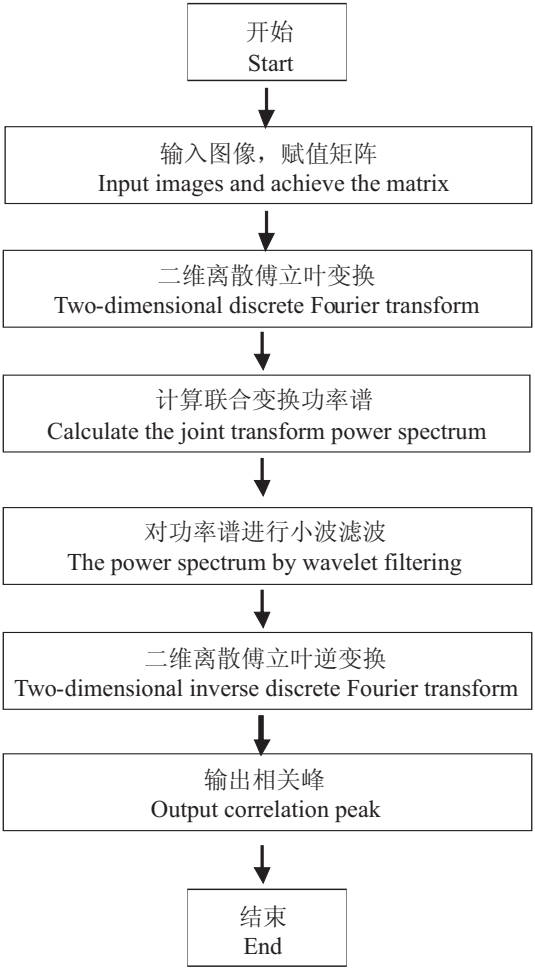 开始
Start
输入图像，赋值矩阵
Input images and achieve the matrix
二维离散傅立叶变换
Two-dimensional discrete Fourier transform
计算联合变换功率谱
Calculate the joint transform power spectrum
对功率谱进行小波滤波
The power spectrum by wavelet filtering
二维离散傅立叶逆变换
Two-dimensional inverse discrete Fourier transform
输出相关峰
Output correlation peak
结束
End